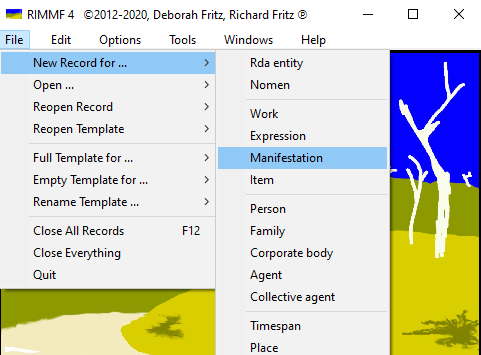 RIMMF 4 ©2012-2020, Deborah Fritz, Richard Fritz ®
File Edit Options Tools Windows Help
New Record for ...
Open ...
Reopen Record
Reopen Template
Full Template for ...
Empty Template for ...
Rename Template ...
Close All Records F12
Close Everything
Quit
Rda entity
Nomen
Work
Expression
Manifestation
Item
Person
Family
Corporate body
Agent
Collective agent
Timespan
Place